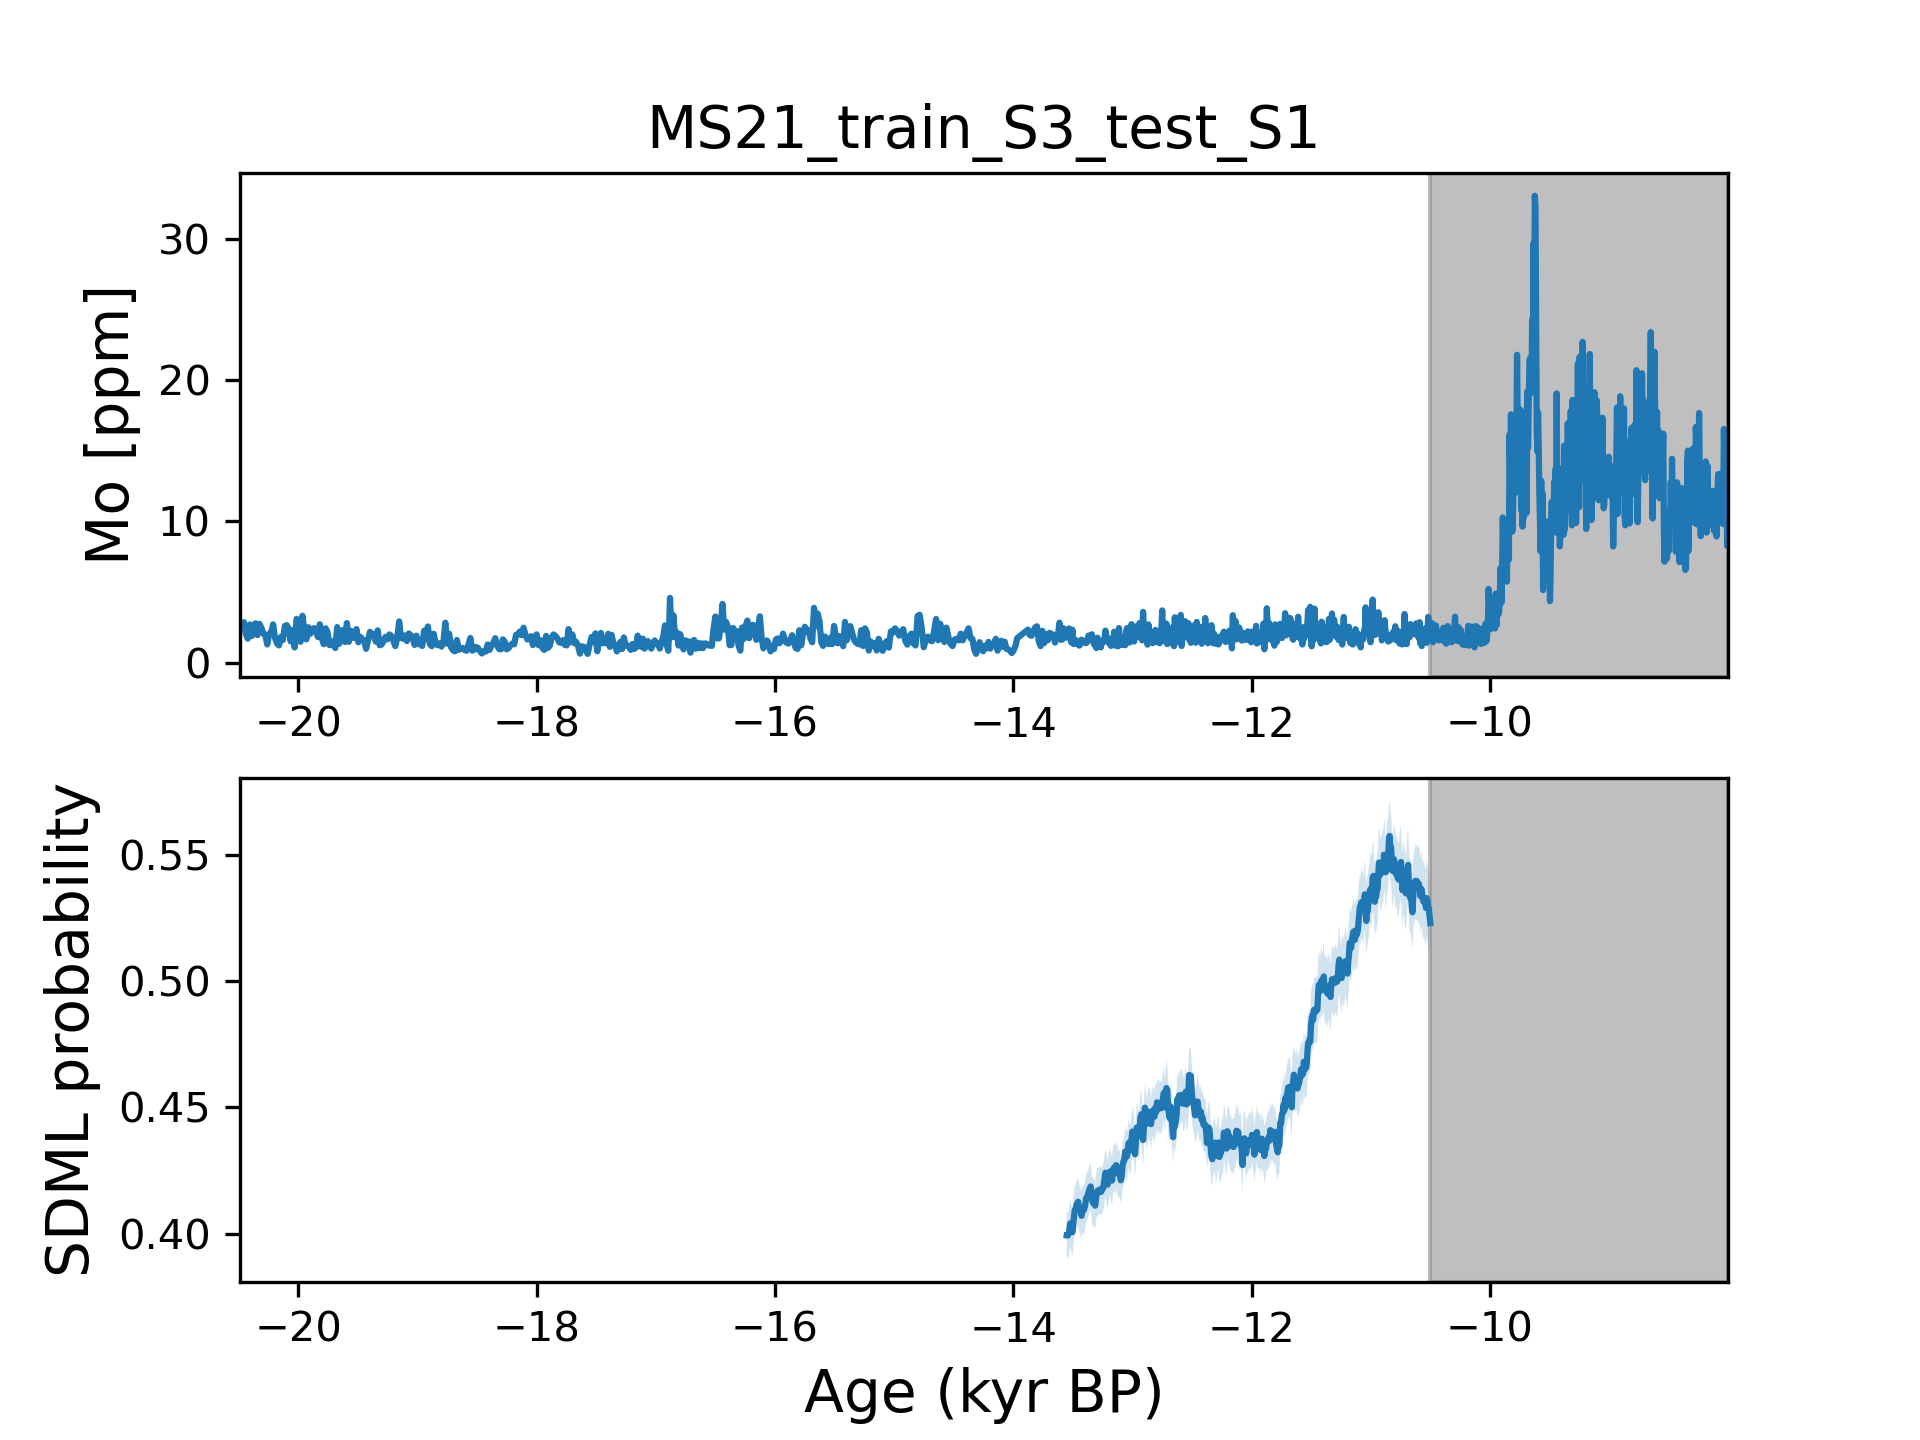 MS21_train_S3_test_S1
Mo [ppm]
30
20
10
0
−20 −18 −16 −14 −12 −10
SDML probability
0.55
0.50
0.45
0.40
−20 −18 −16 −14 −12 −10
Age (kyr BP)